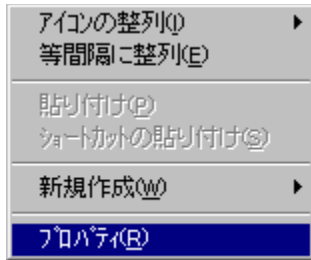 ｱｲｺﾝの整列(I)
等間隔に整列(E)
貼り付け(P)
ｼｮｰﾄｶｯﾄの貼り付け(S)
新規作成(W)
ﾌﾟﾛﾊﾟﾃｨ(R)